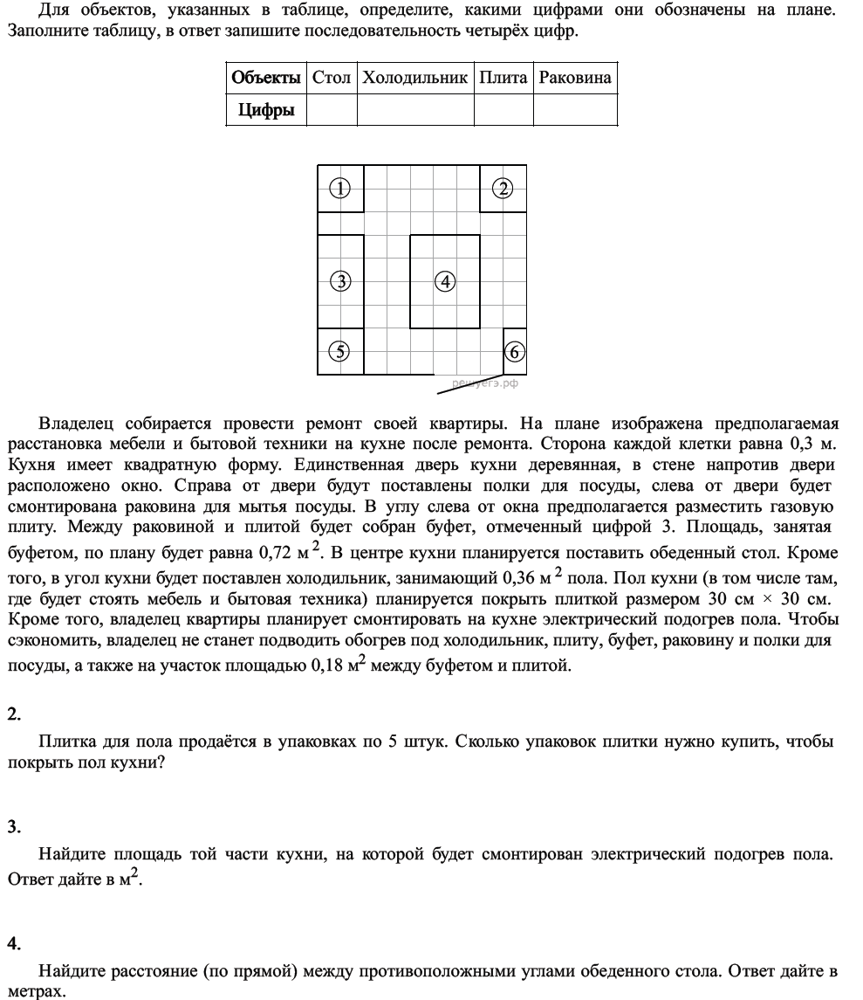 Для объектов, указанных в таблице, определите, какими цифрами они обозначены на плане.
Заполните таблицу, в ответ запишите последовательность четырёх цифр.
Объекты Стол Холодильник Плита Раковина
Цифры
1 2
3 4
5 6
решуегэ.рф
Владелец собирается провести ремонт своей квартиры. На плане изображена предполагаемая
расстановка мебели и бытовой техники на кухне после ремонта. Сторона каждой клетки равна 0,3 м.
Кухня имеет квадратную форму. Единственная дверь кухни деревянная, в стене напротив двери
расположено окно. Справа от двери будут поставлены полки для посуды, слева от двери будет
смонтирована раковина для мытья посуды. В углу слева от окна предполагается разместить газовую
плиту. Между раковиной и плитой будет собран буфет, отмеченный цифрой 3. Площадь, занятая
буфетом, по плану будет равна 0,72 м². В центре кухни планируется поставить обеденный стол. Кроме
того, в угол кухни будет поставлен холодильник, занимающий 0,36 м² пола. Пол кухни (в том числе там,
где будет стоять мебель и бытовая техника) планируется покрыть плиткой размером 30 см × 30 см.
Кроме того, владелец квартиры планирует смонтировать на кухне электрический подогрев пола. Чтобы
сэкономить, владелец не станет подводить обогрев под холодильник, плиту, буфет, раковину и полки для
посуды, а также на участок площадью 0,18 м² между буфетом и плитой.
2.
Плитка для пола продаётся в упаковках по 5 штук. Сколько упаковок плитки нужно купить, чтобы
покрыть пол кухни?
3.
Найдите площадь той части кухни, на которой будет смонтирован электрический подогрев пола.
Ответ дайте в м².
4.
Найдите расстояние (по прямой) между противоположными углами обеденного стола. Ответ дайте в
метрах.